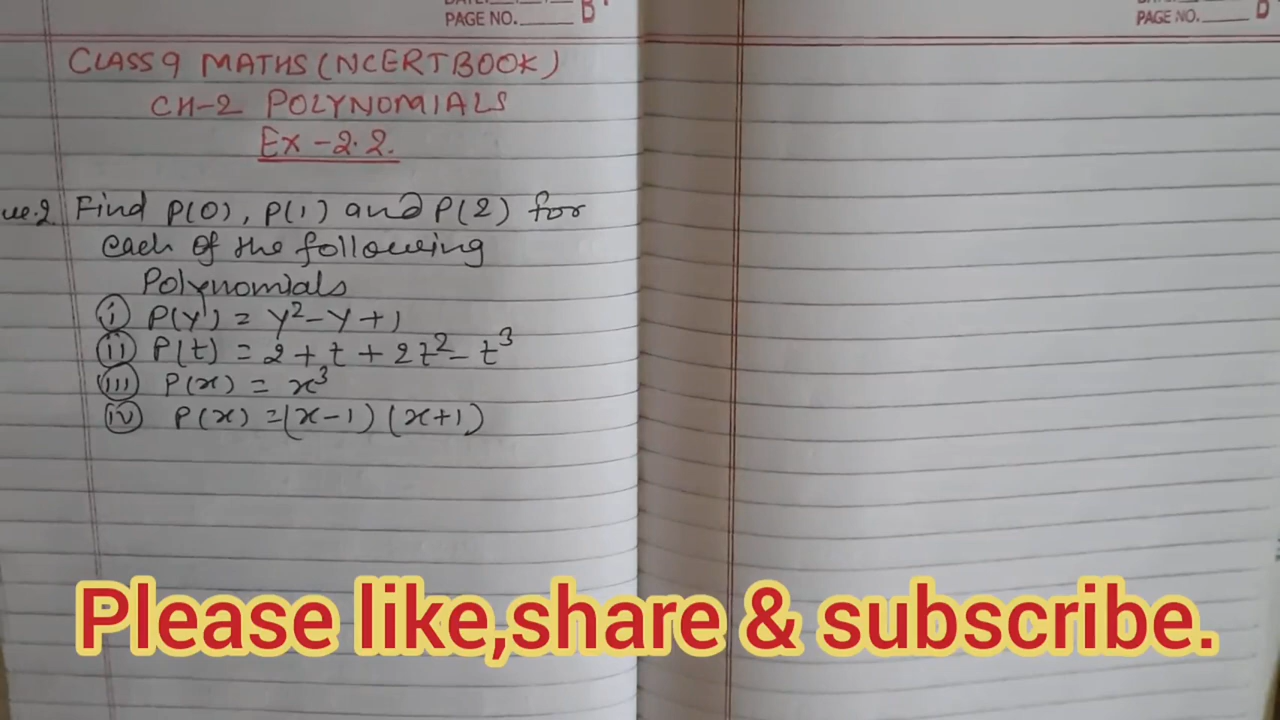 PAGE NO.
B
PAGE NO.
CLASS 9 MATHS (NCERT BOOK)
CH-2 POLYNOMIALS
Ex-2.2.
ue.2 Find P(0), P(1) and P(2) for
each of the following
Polynomials
(i) P(y) = y²-y+1
(ii) P(t) = 2+t+2t²-t³
(iii) P(x) = x³
(iv) P(x) =(x-1) (x+1)
Please like,share & subscribe.